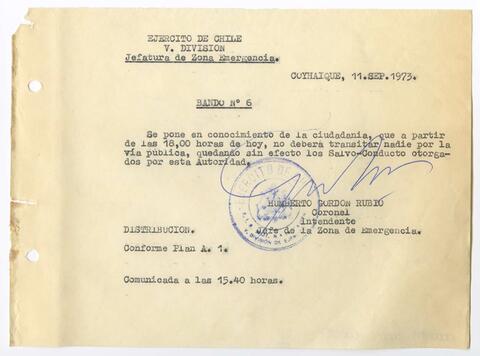 EJERCITO DE CHILE
V. DIVISION
Jefatura de Zona Emergencia.
COYHAIQUE, 11.SEP.1973.
BANDO Nº 6
Se pone en conocimiento de la ciudadanía, que a partir
de las 18,00 horas de hoy, no deberá transitar nadie por la
vía pública, quedando sin efecto los Salvo-Conducto otorga-
dos por esta Autoridad.
HUMBERTO GORDON RUBIO
Coronel
Intendente
DISTRIBUCION. Jefe de la Zona de Emergencia.
Conforme Plan A. 1.
Comunicada a las 15.40 horas.